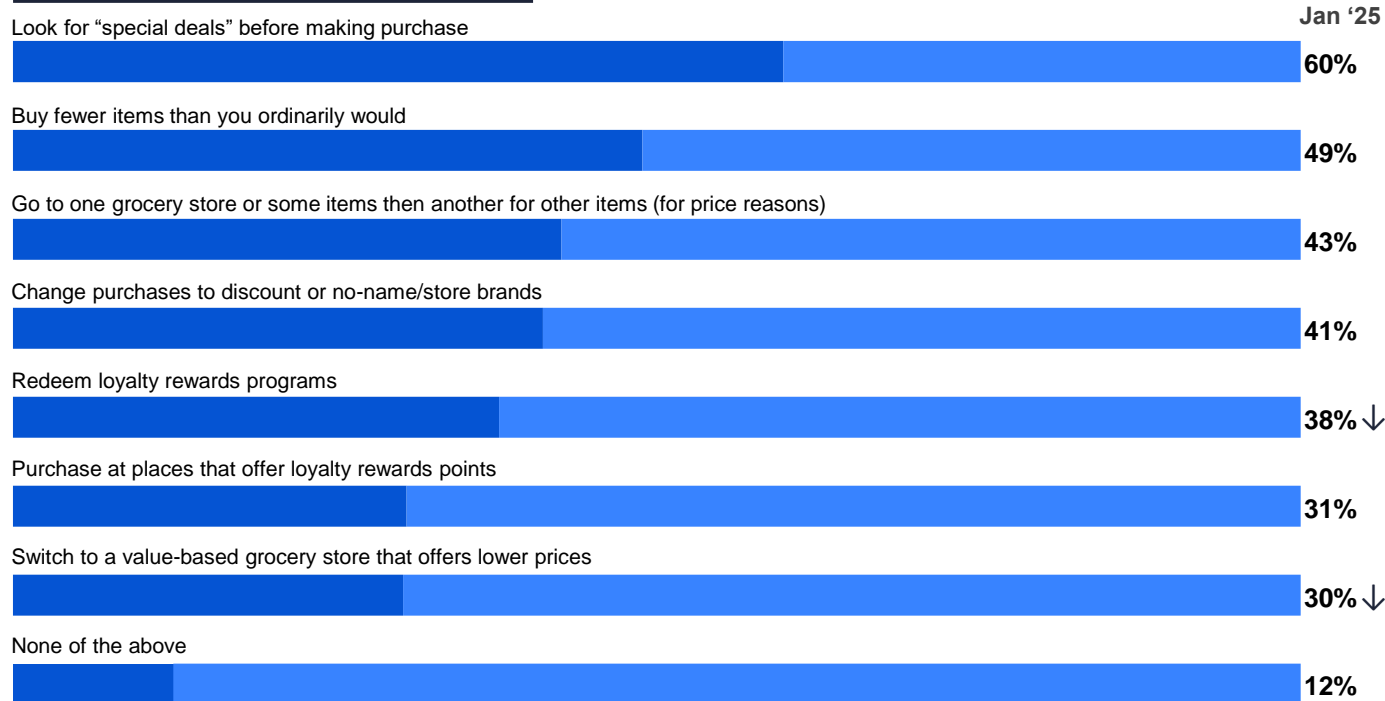 Jan ‘25
Look for “special deals” before making purchase
60%
Buy fewer items than you ordinarily would
49%
Go to one grocery store or some items then another for other items (for price reasons)
43%
Change purchases to discount or no-name/store brands
41%
Redeem loyalty rewards programs
38% ↓
Purchase at places that offer loyalty rewards points
31%
Switch to a value-based grocery store that offers lower prices
30% ↓
None of the above
12%